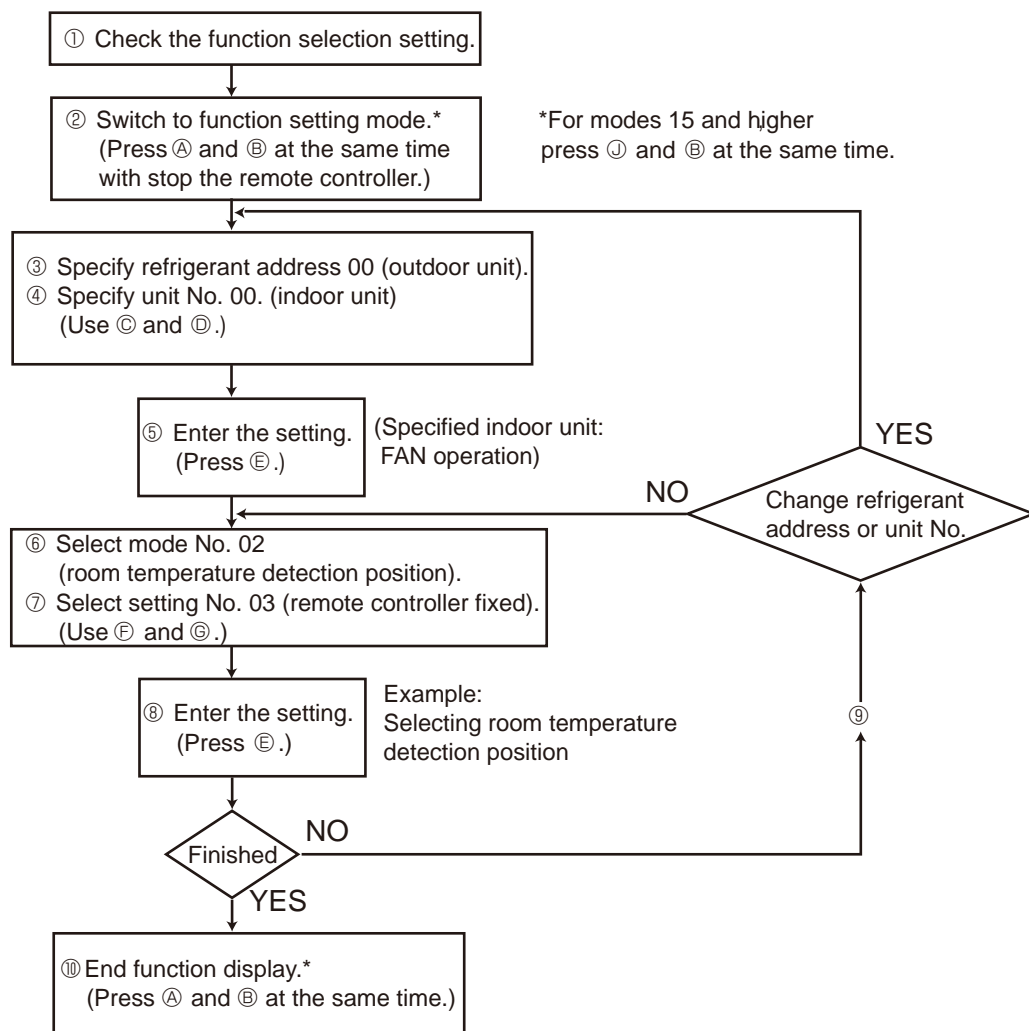 ① Check the function selection setting.
② Switch to function setting mode.*
(Press Ⓐ and Ⓑ at the same time
with stop the remote controller.)
*For modes 15 and higher
press Ⓙ and Ⓑ at the same time.
③ Specify refrigerant address 00 (outdoor unit).
④ Specify unit No. 00. (indoor unit)
(Use Ⓒ and Ⓓ.)
⑤ Enter the setting.
(Press Ⓔ.)
(Specified indoor unit:
FAN operation)
YES
NO
Change refrigerant
address or unit No.
⑥ Select mode No. 02
(room temperature detection position).
⑦ Select setting No. 03 (remote controller fixed).
(Use Ⓕ and Ⓖ.)
⑧ Enter the setting.
(Press Ⓔ.)
Example:
Selecting room temperature
detection position
⑨
Finished
NO
YES
⑩ End function display.*
(Press Ⓐ and Ⓑ at the same time.)